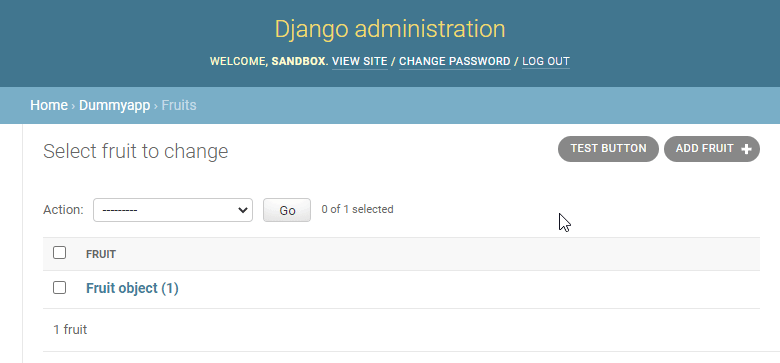 Django administration
WELCOME, SANDBOX. VIEW SITE / CHANGE PASSWORD / LOG OUT
Home › Dummyapp › Fruits
Select fruit to change
TEST BUTTON
ADD FRUIT +
Action: --------- Go 0 of 1 selected
FRUIT
Fruit object (1)
1 fruit